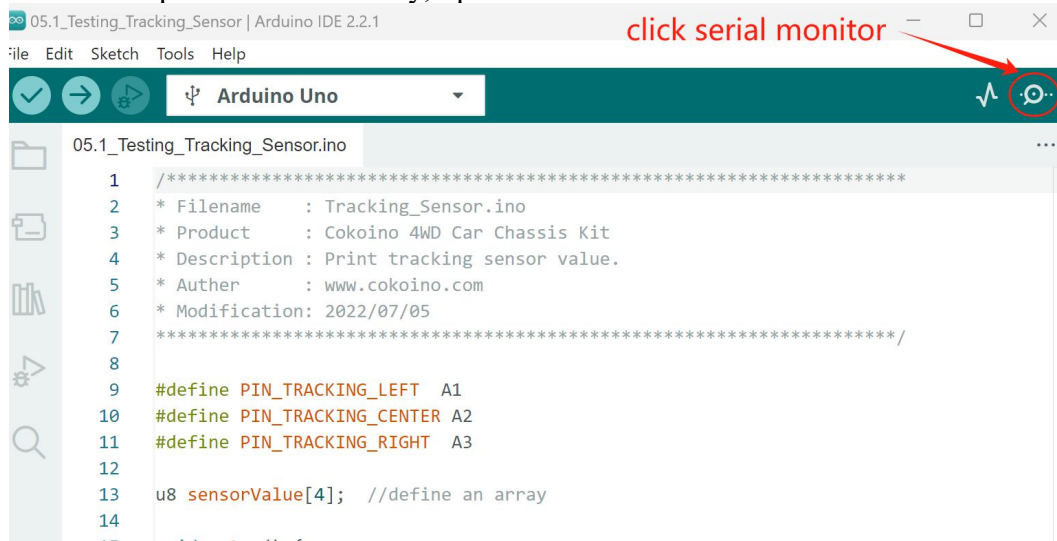 05.1_Testing_Tracking_Sensor | Arduino IDE 2.2.1
click serial monitor
File Edit Sketch Tools Help
Arduino Uno
05.1_Testing_Tracking_Sensor.ino
1 /**********************************************************************
2 * Filename    : Tracking_Sensor.ino
3 * Product     : Cokoino 4WD Car Chassis Kit
4 * Description : Print tracking sensor value.
5 * Auther      : www.cokoino.com
6 * Modification: 2022/07/05
7 **********************************************************************/
8
9 #define PIN_TRACKING_LEFT  A1
10 #define PIN_TRACKING_CENTER A2
11 #define PIN_TRACKING_RIGHT  A3
12
13 u8 sensorValue[4];  //define an array
14